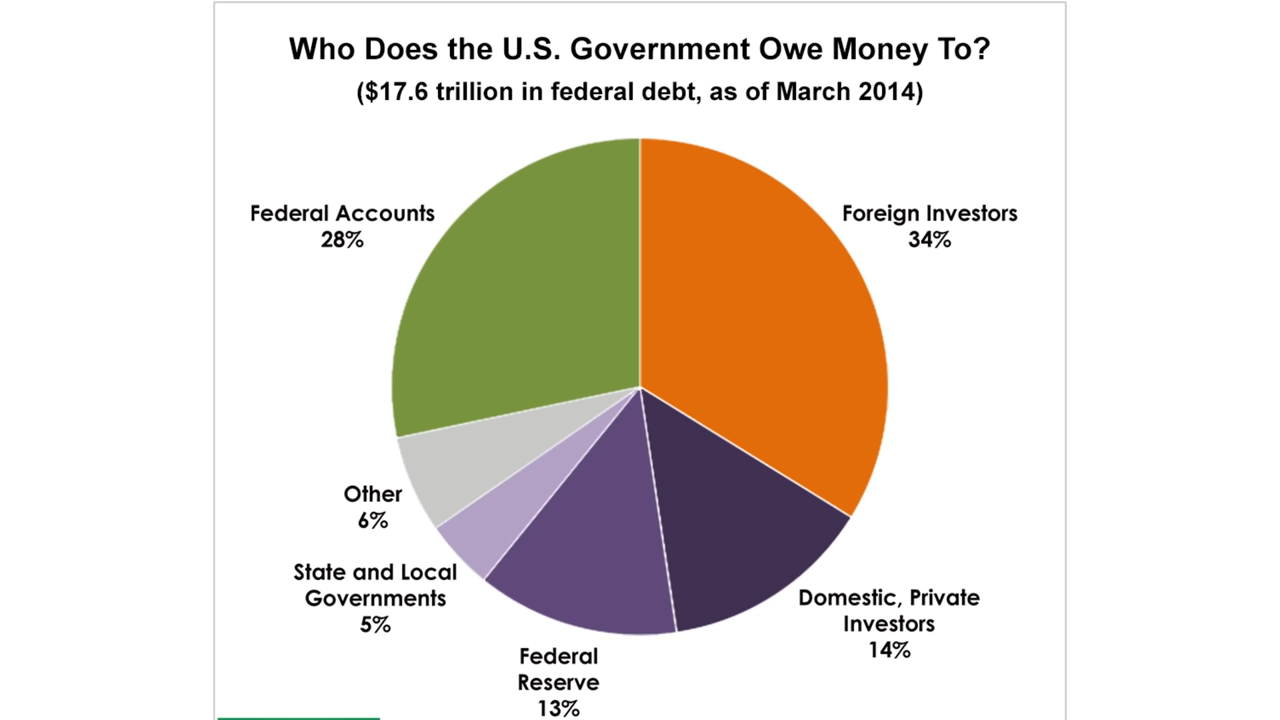 Who Does the U.S. Government Owe Money To?
($17.6 trillion in federal debt, as of March 2014)
Federal Accounts
28%
Foreign Investors
34%
Other
6%
State and Local
Governments
5%
Domestic, Private
Investors
14%
Federal
Reserve
13%